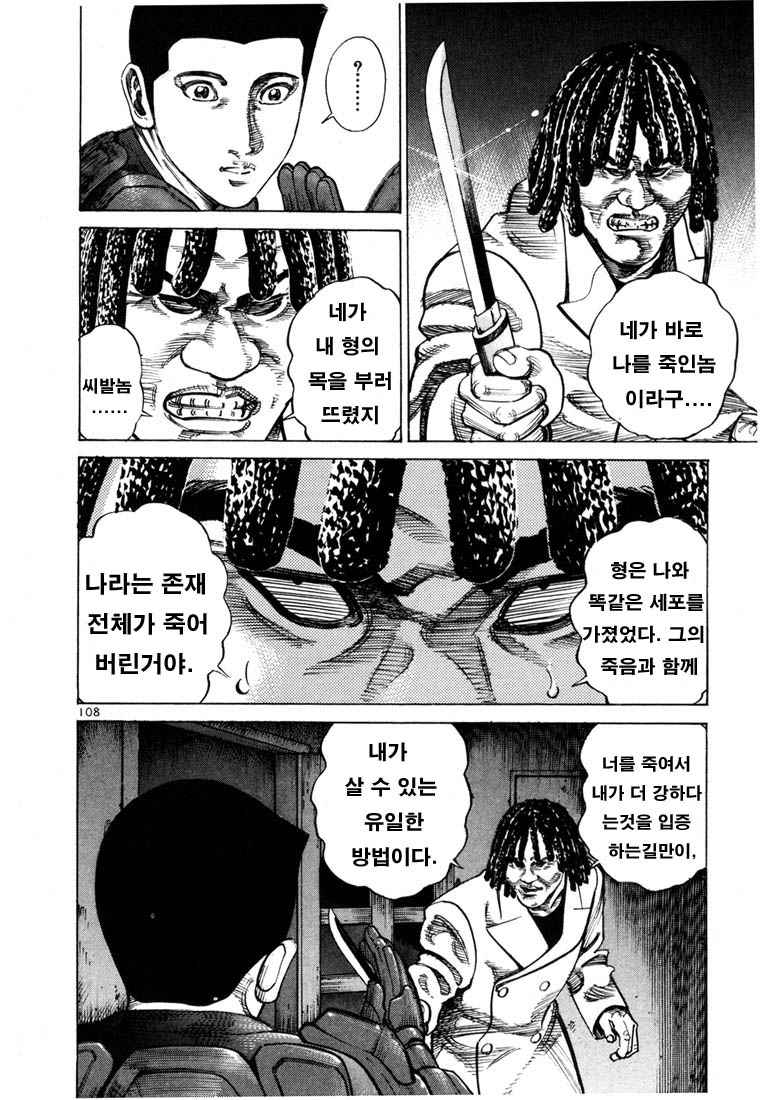 네가 바로
나를 죽인놈
이라구....
?......
네가
내 형의
목을 부러
뜨렸지
씨발놈
......
형은 나와
똑같은 세포를
가졌었다. 그의
죽음과 함께
나라는 존재
전체가 죽어
버린거야.
108
너를 죽여서
내가 더 강하다
는것을 입증
하는길만이,
내가
살 수 있는
유일한
방법이다.